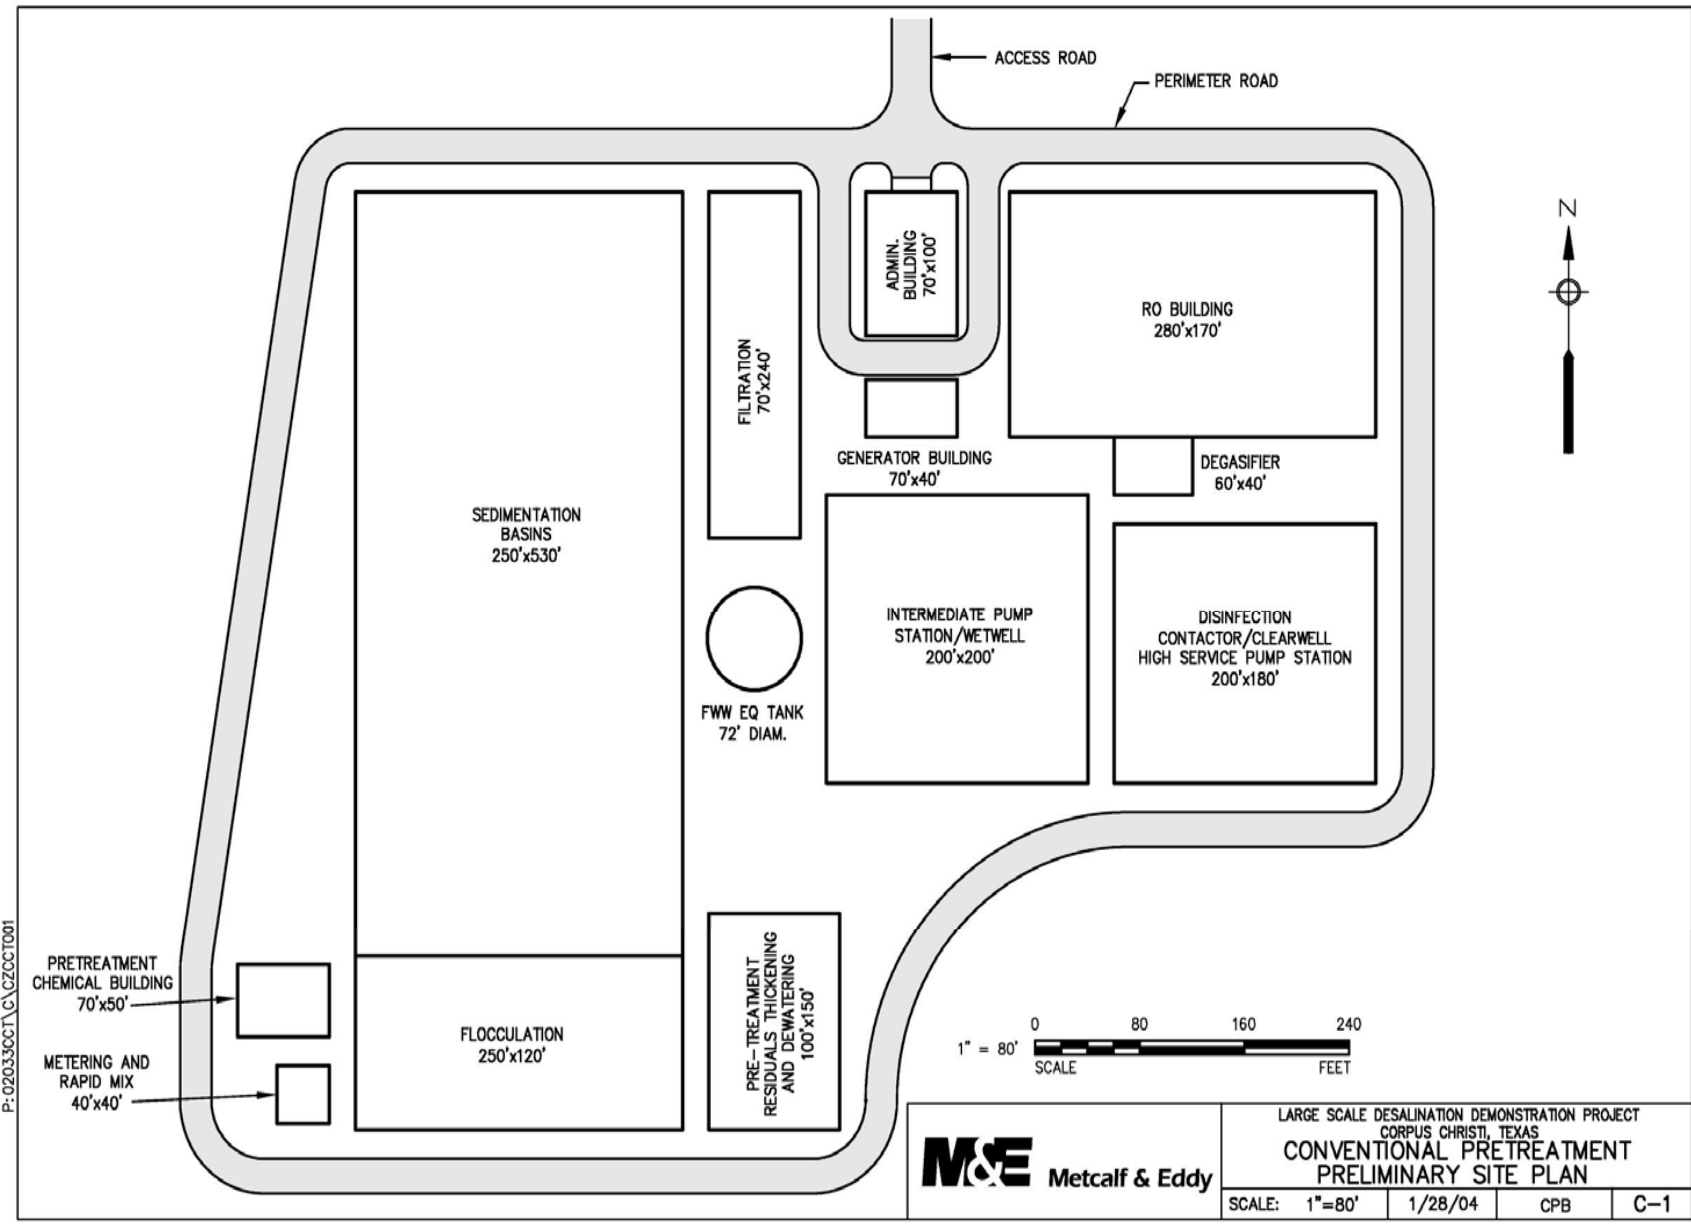 ACCESS ROAD
PERIMETER ROAD
N
ADMIN.
BUILDING
70'x100'
RO BUILDING
280'x170'
FILTRATION
70'x240'
GENERATOR BUILDING
70'x40'
DEGASIFIER
60'x40'
SEDIMENTATION
BASINS
250'x530'
INTERMEDIATE PUMP
STATION/WETWELL
200'x200'
DISINFECTION
CONTACTOR/CLEARWELL
HIGH SERVICE PUMP STATION
200'x180'
FWW EQ TANK
72' DIAM.
PRETREATMENT
CHEMICAL BUILDING
70'x50'
METERING AND
RAPID MIX
40'x40'
FLOCCULATION
250'x120'
PRE-TREATMENT
RESIDUALS THICKENING
AND DEWATERING
100'x150'
0 80 160 240
1" = 80'
SCALE FEET
P: 02033CCT\C\CZCCT001
M&E Metcalf & Eddy
LARGE SCALE DESALINATION DEMONSTRATION PROJECT
CORPUS CHRISTI, TEXAS
CONVENTIONAL PRETREATMENT
PRELIMINARY SITE PLAN
SCALE: 1"=80' 1/28/04 CPB C-1